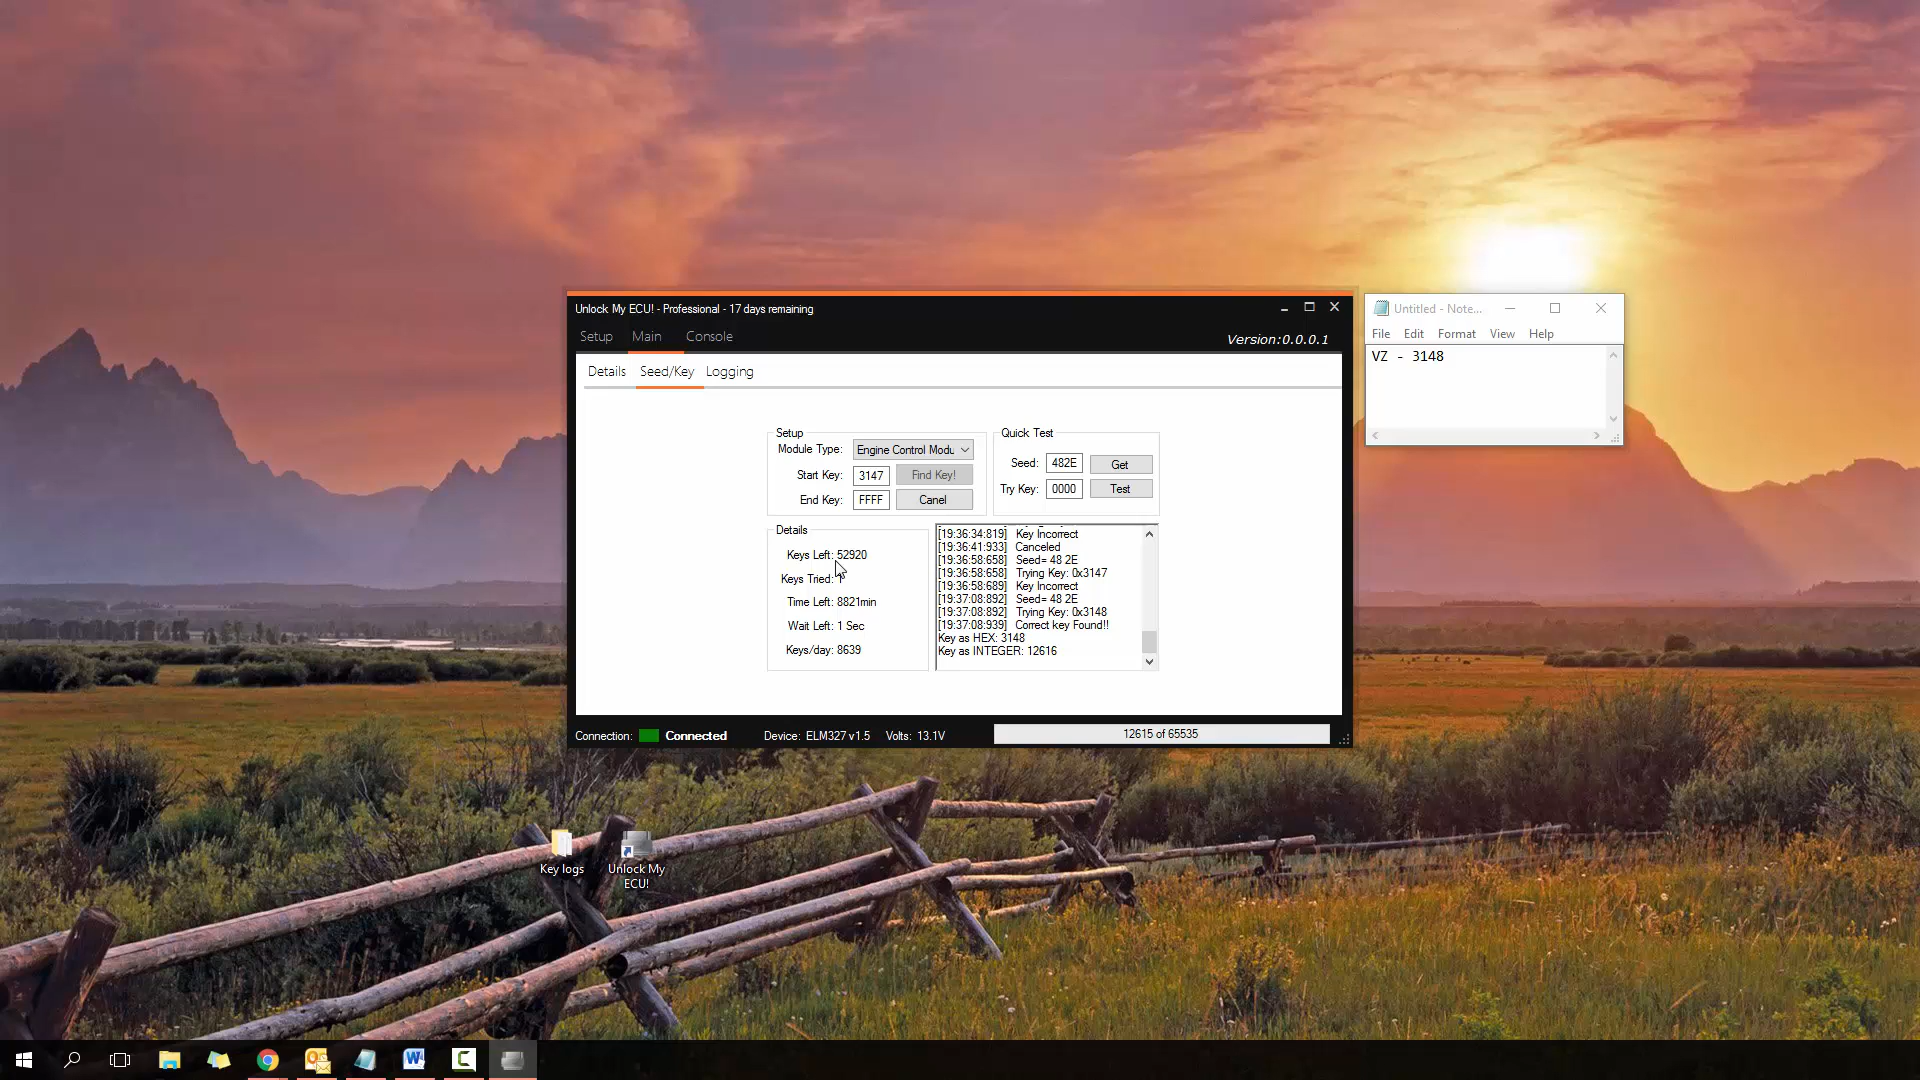 Unlock My ECU! - Professional - 17 days remaining
Setup Main Console
Version:0.0.0.1
Details Seed/Key Logging
Setup
Module Type: Engine Control Modu
Start Key: 3147 Find Key!
End Key: FFFF Canel
Quick Test
Seed: 482E Get
Try Key: 0000 Test
Details
Keys Left: 52920
Keys Tried:
Time Left: 8821min
Wait Left: 1 Sec
Keys/day: 8639
[19:36:34:819] Key Incorrect
[19:36:41:933] Canceled
[19:36:58:658] Seed= 48 2E
[19:36:58:658] Trying Key: 0x3147
[19:36:58:689] Key Incorrect
[19:37:08:892] Seed= 48 2E
[19:37:08:892] Trying Key: 0x3148
[19:37:08:939] Correct key Found!!
Key as HEX: 3148
Key as INTEGER: 12616
Connection: Connected Device: ELM327 v1.5 Volts: 13.1V 12615 of 65535
Untitled - Note...
File Edit Format View Help
VZ - 3148
Key logs
Unlock My
ECU!